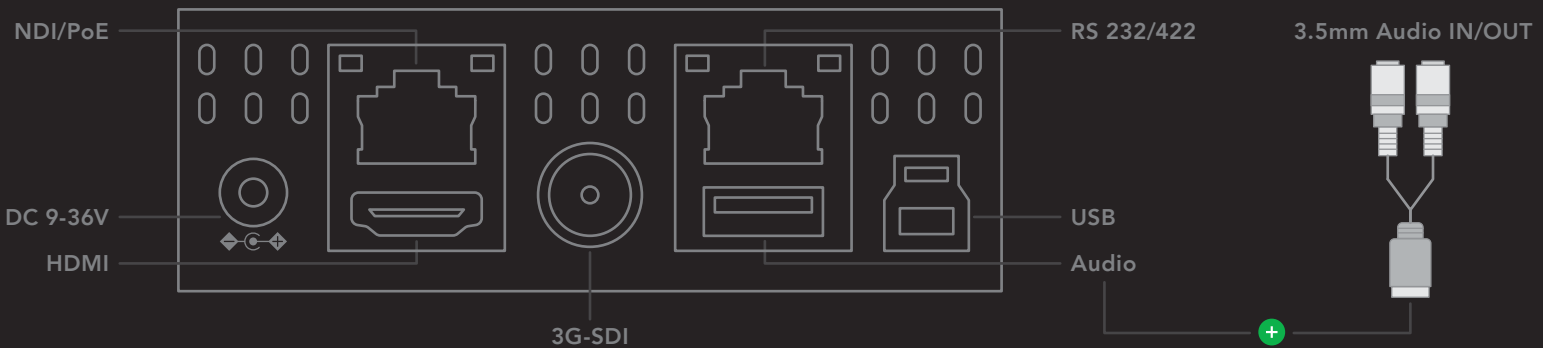 NDI/PoE
RS 232/422
3.5mm Audio IN/OUT
DC 9-36V
USB
HDMI
Audio
3G-SDI